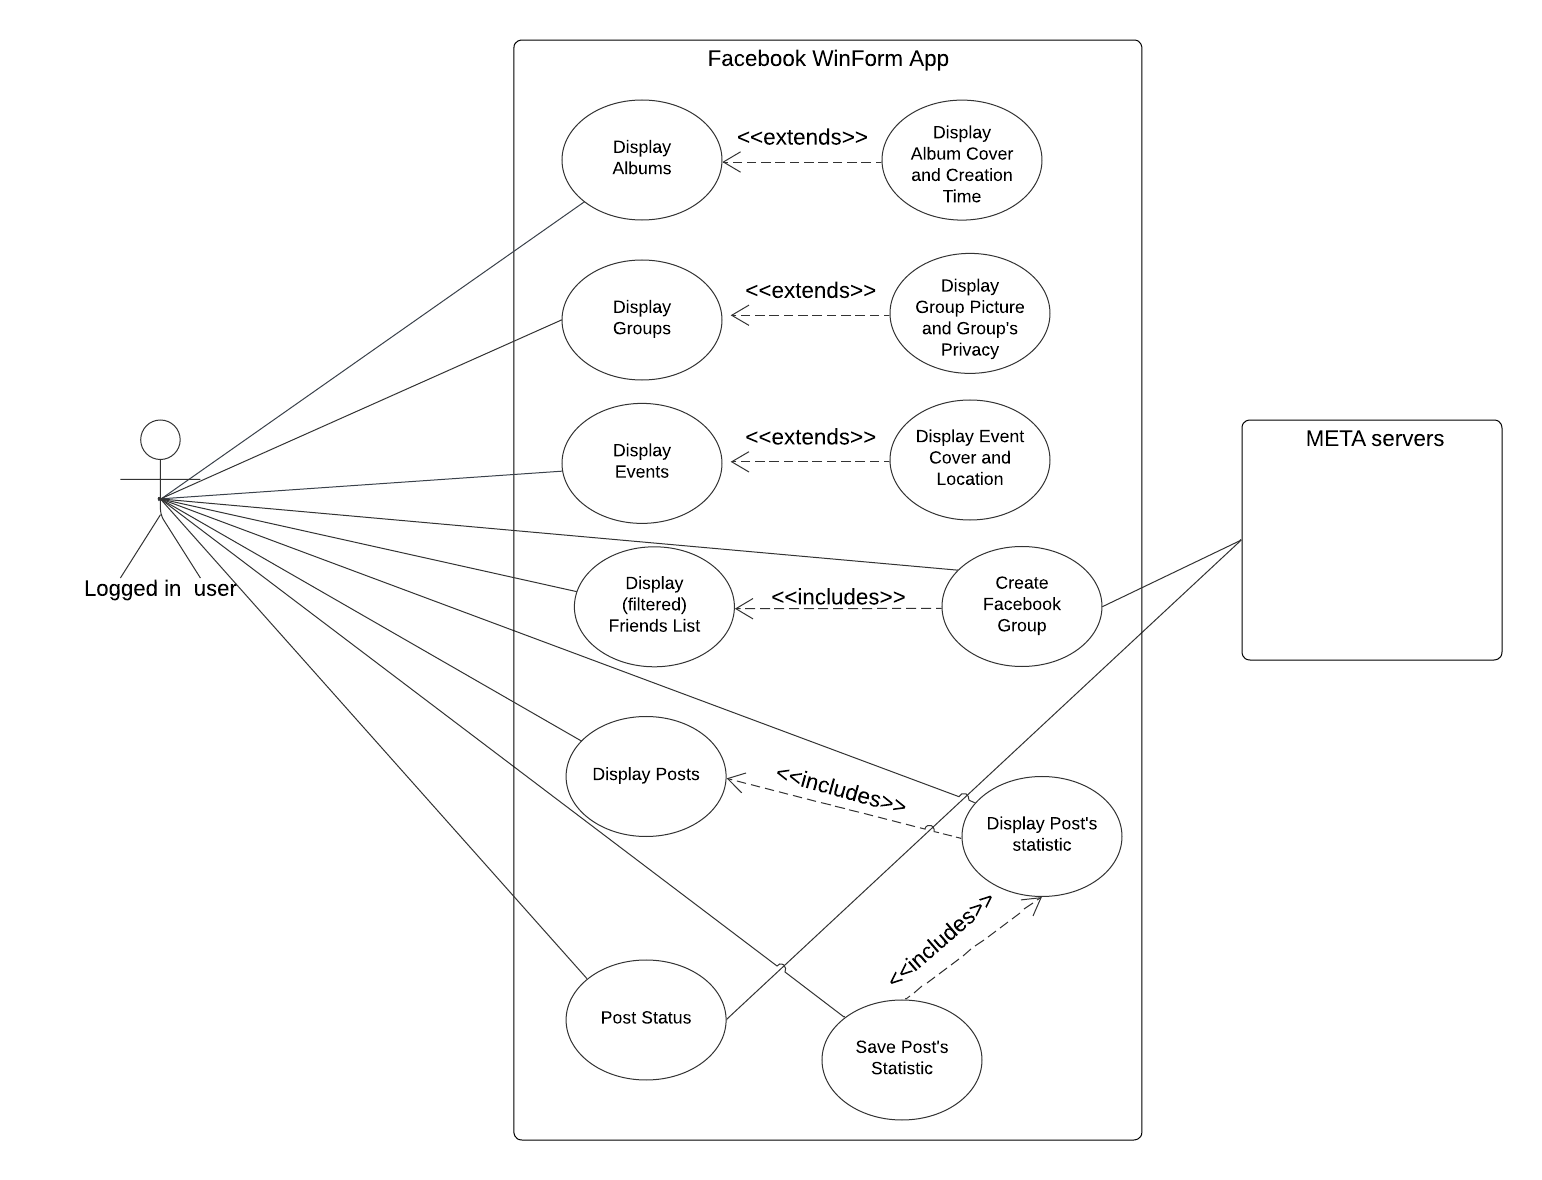 Facebook WinForm App
Display
Albums
<<extends>>
Display
Album Cover
and Creation
Time
Display
Groups
<<extends>>
Display
Group Picture
and Group's
Privacy
Display
Events
<<extends>>
Display Event
Cover and
Location
META servers
Logged in  user
Display
(filtered)
Friends List
<<includes>>
Create
Facebook
Group
Display Posts
<<includes>>
Display Post's
statistic
<<includes>>
Post Status
Save Post's
Statistic